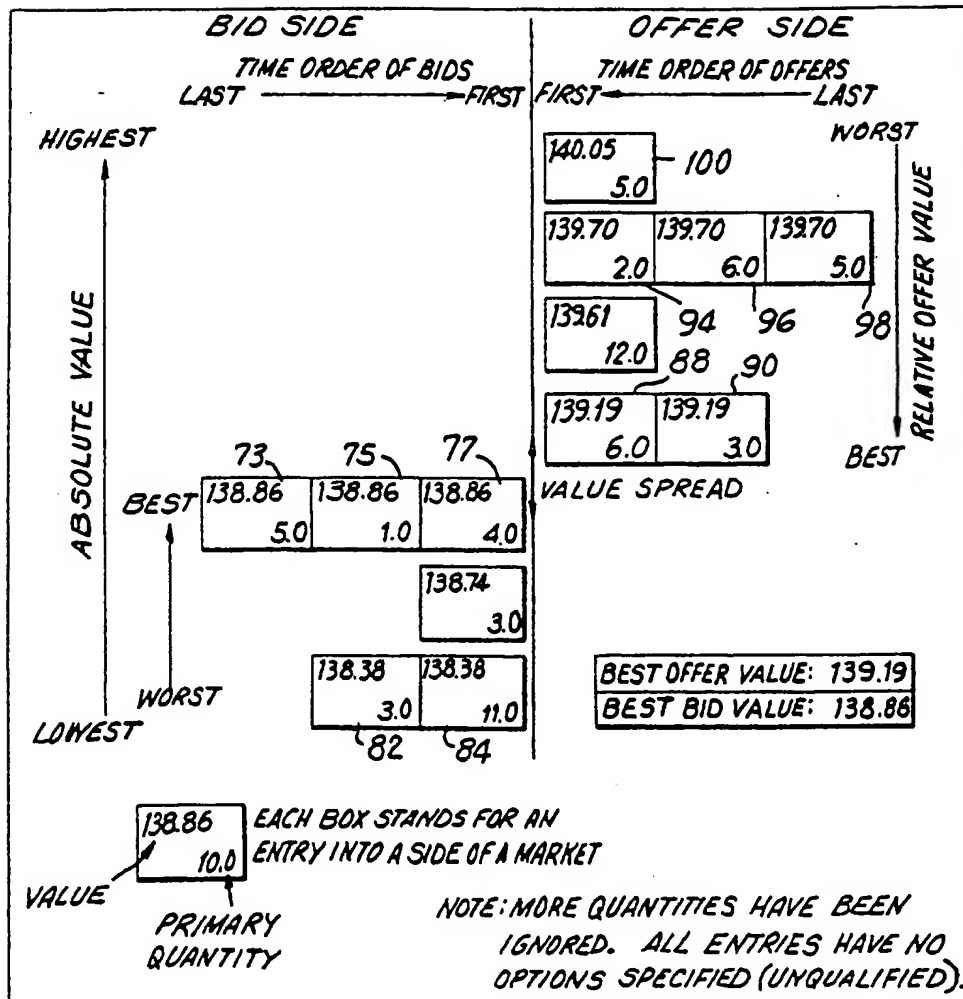 BID SIDE
OFFER SIDE
TIME ORDER OF BIDS
TIME ORDER OF OFFERS
LAST
FIRST
FIRST
LAST
HIGHEST
WORST
140.05
5.0
100
139.70
2.0
139.70
6.0
139.70
5.0
94
96
98
139.61
12.0
88
90
139.19
6.0
139.19
3.0
RELATIVE OFFER VALUE
BEST
ABSOLUTE VALUE
73
75
77
BEST
138.86
5.0
138.86
1.0
138.86
4.0
VALUE SPREAD
138.74
3.0
138.38
3.0
138.38
11.0
WORST
LOWEST
82
84
BEST OFFER VALUE: 139.19
BEST BID VALUE: 138.86
138.86
10.0
EACH BOX STANDS FOR AN
ENTRY INTO A SIDE OF A MARKET
VALUE
PRIMARY
QUANTITY
NOTE: MORE QUANTITIES HAVE BEEN
IGNORED. ALL ENTRIES HAVE NO
OPTIONS SPECIFIED (UNQUALIFIED).